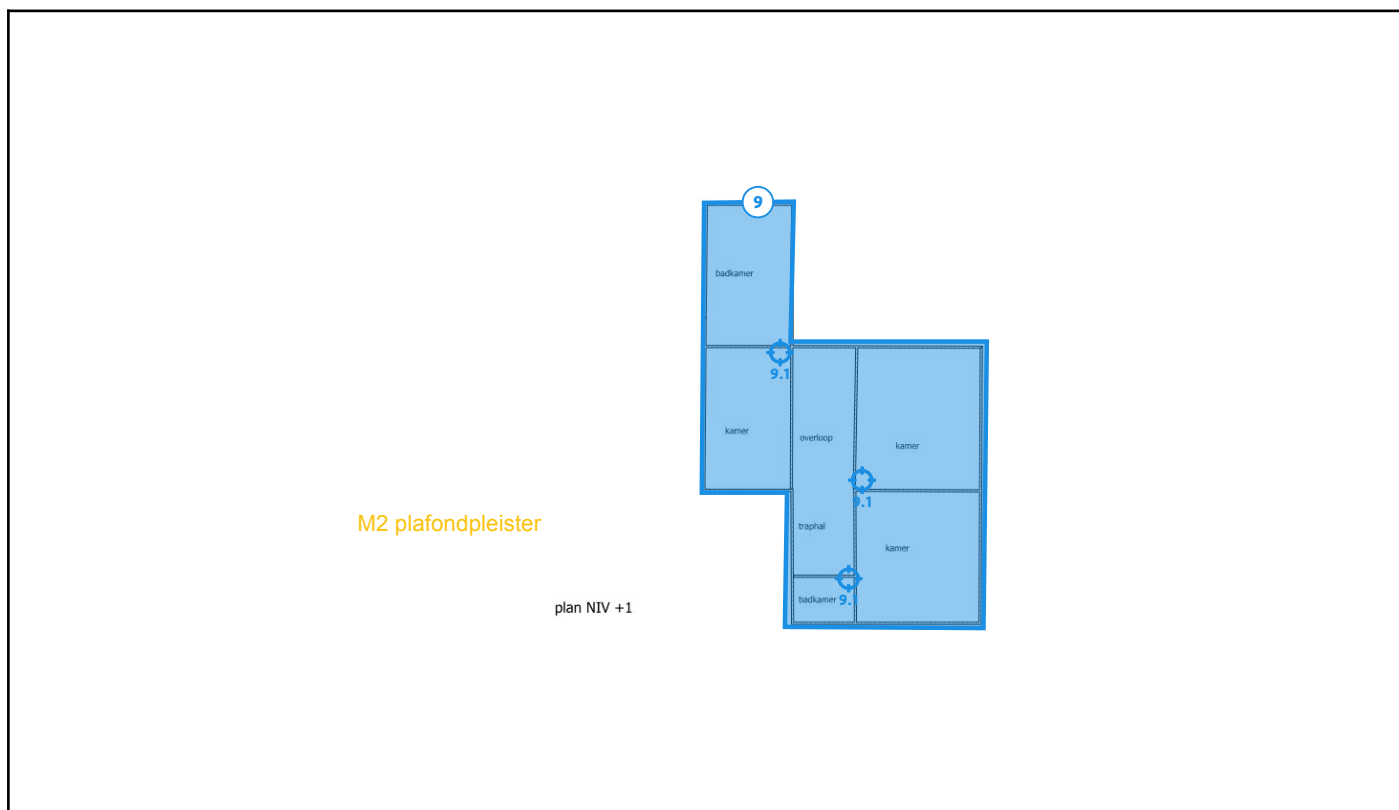 9
badkamer
9.1
kamer
overloop
kamer
9.1
M2 plafondpleister
traphal
kamer
badkamer
9.1
plan NIV +1